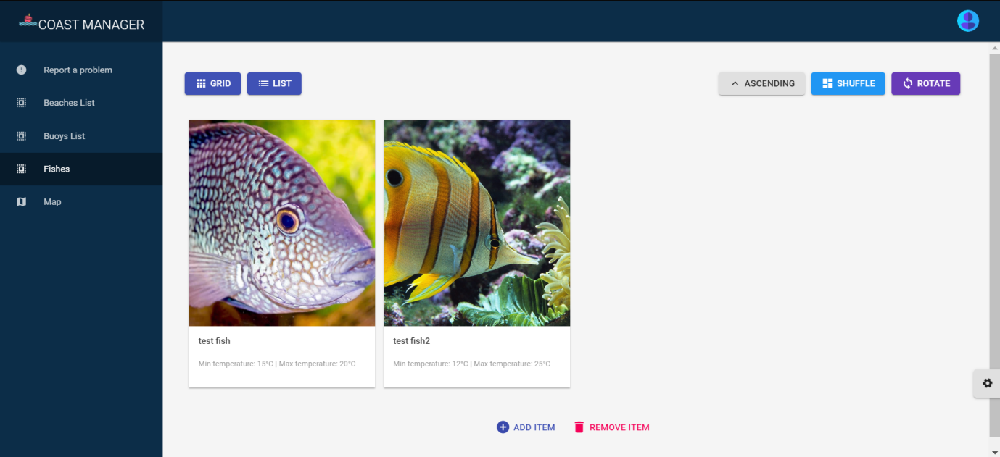 COAST MANAGER
Report a problem
Beaches List
Buoys List
Fishes
Map
GRID
LIST
ASCENDING
SHUFFLE
ROTATE
test fish
Min temperature: 15°C | Max temperature: 20°C
test fish2
Min temperature: 12°C | Max temperature: 25°C
ADD ITEM
REMOVE ITEM